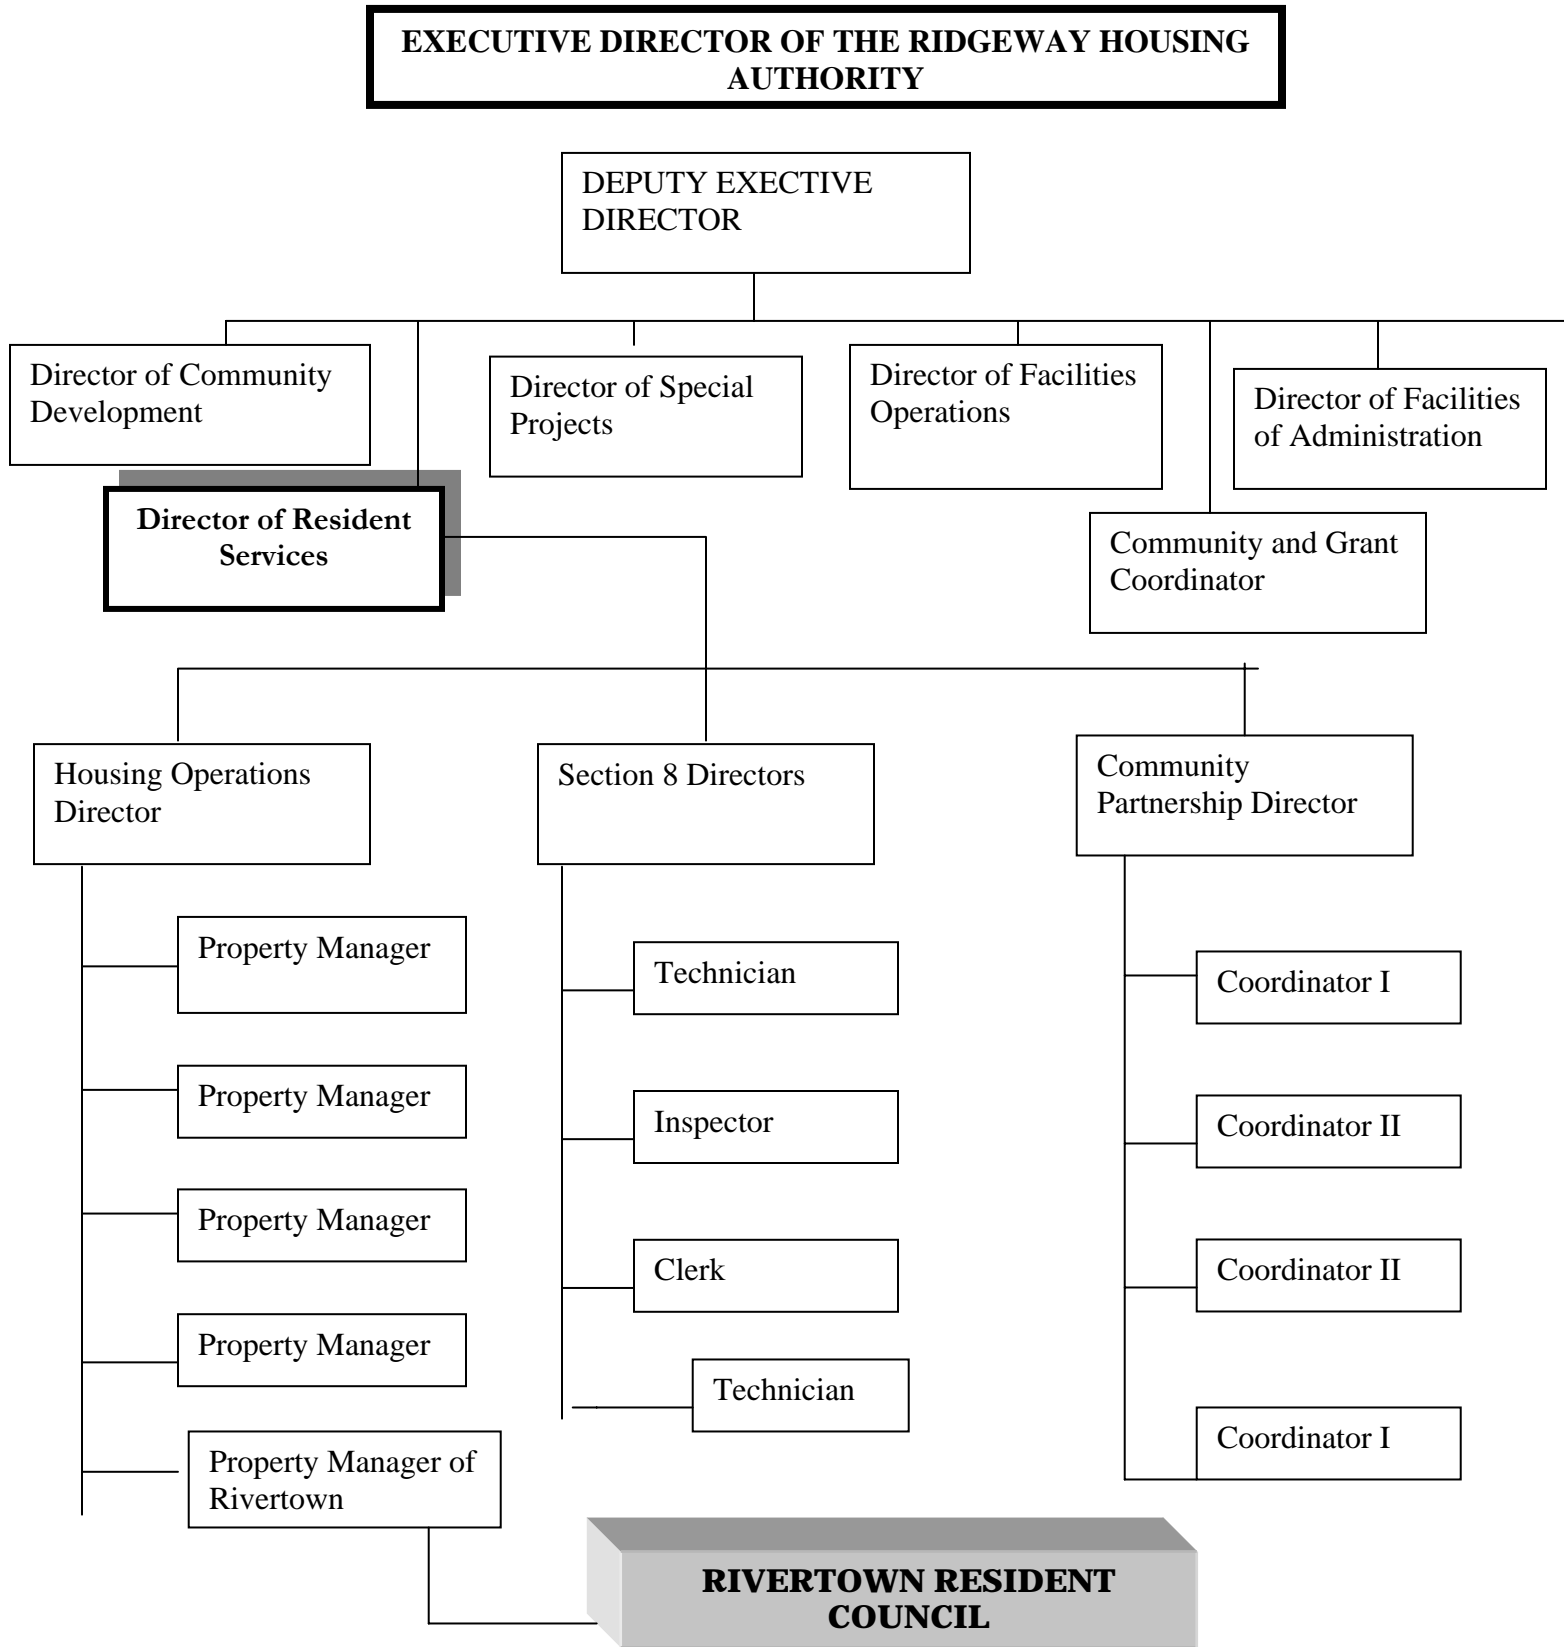 EXECUTIVE DIRECTOR OF THE RIDGEWAY HOUSING
AUTHORITY
DEPUTY EXECTIVE
DIRECTOR
Director of Community
Development
Director of Special
Projects
Director of Facilities
Operations
Director of Facilities
of Administration
Director of Resident
Services
Community and Grant
Coordinator
Housing Operations
Director
Section 8 Directors
Community
Partnership Director
Property Manager
Property Manager
Property Manager
Property Manager
Property Manager of
Rivertown
Technician
Inspector
Clerk
Technician
Coordinator I
Coordinator II
Coordinator II
Coordinator I
RIVERTOWN RESIDENT
COUNCIL